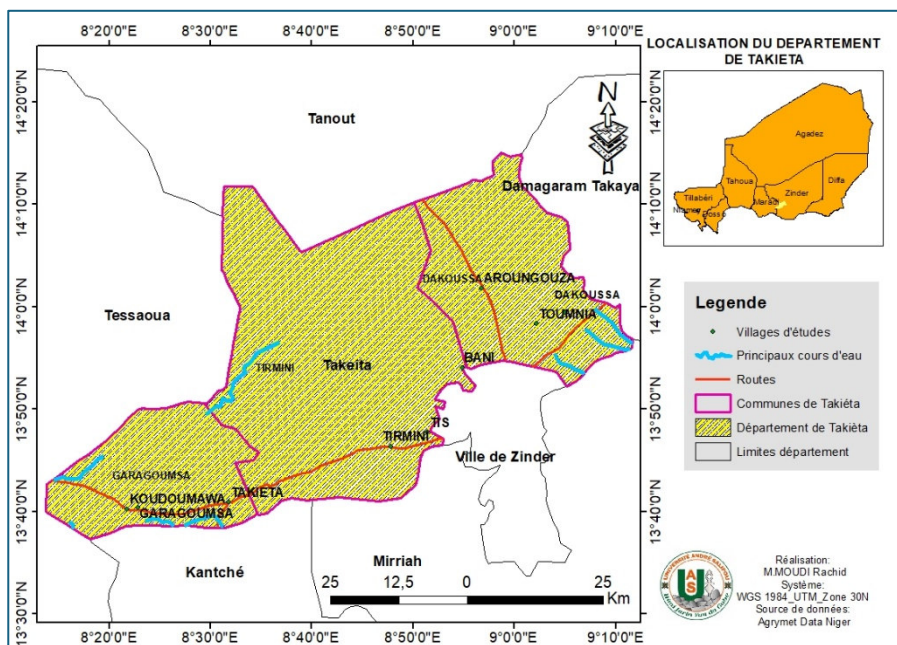 8°20'0"E 8°30'0"E 8°40'0"E 8°50'0"E 9°0'0"E 9°10'0"E
14°20'0"N
14°10'0"N
14°0'0"N
13°50'0"N
13°40'0"N
13°30'0"N
Tanout
N
Damagaram Takaya
DAKOUSSA
AROUNGOUZA
DAKOUSSA
TOUMNIA
Tessaoua
BANI
TIRMINI
Takeita
TIS
TIRMINI
Ville de Zinder
GARAGOUMSA
TAKIETA
KOUDOUMAWA
GARAGOUMSA
Kantché
Mirriah
25 12,5 0 25
Km
14°20'0"N
14°10'0"N
14°0'0"N
13°50'0"N
13°40'0"N
13°30'0"N
8°20'0"E 8°30'0"E 8°40'0"E 8°50'0"E 9°0'0"E 9°10'0"E
LOCALISATION DU DEPARTEMENT
DE TAKIETA
Agadez
Tahoua
Diffa
Zinder
Maradi
Tillabéri
Niamey
Dosso
Legende
Villages d'études
Principaux cours d'eau
Routes
Communes de Takiéta
Département de Takiéta
Limites département
UAS
Réalisation:
M.MOUDI Rachid
Système:
WGS 1984_UTM_Zone 30N
Source de données:
Agrymet Data Niger